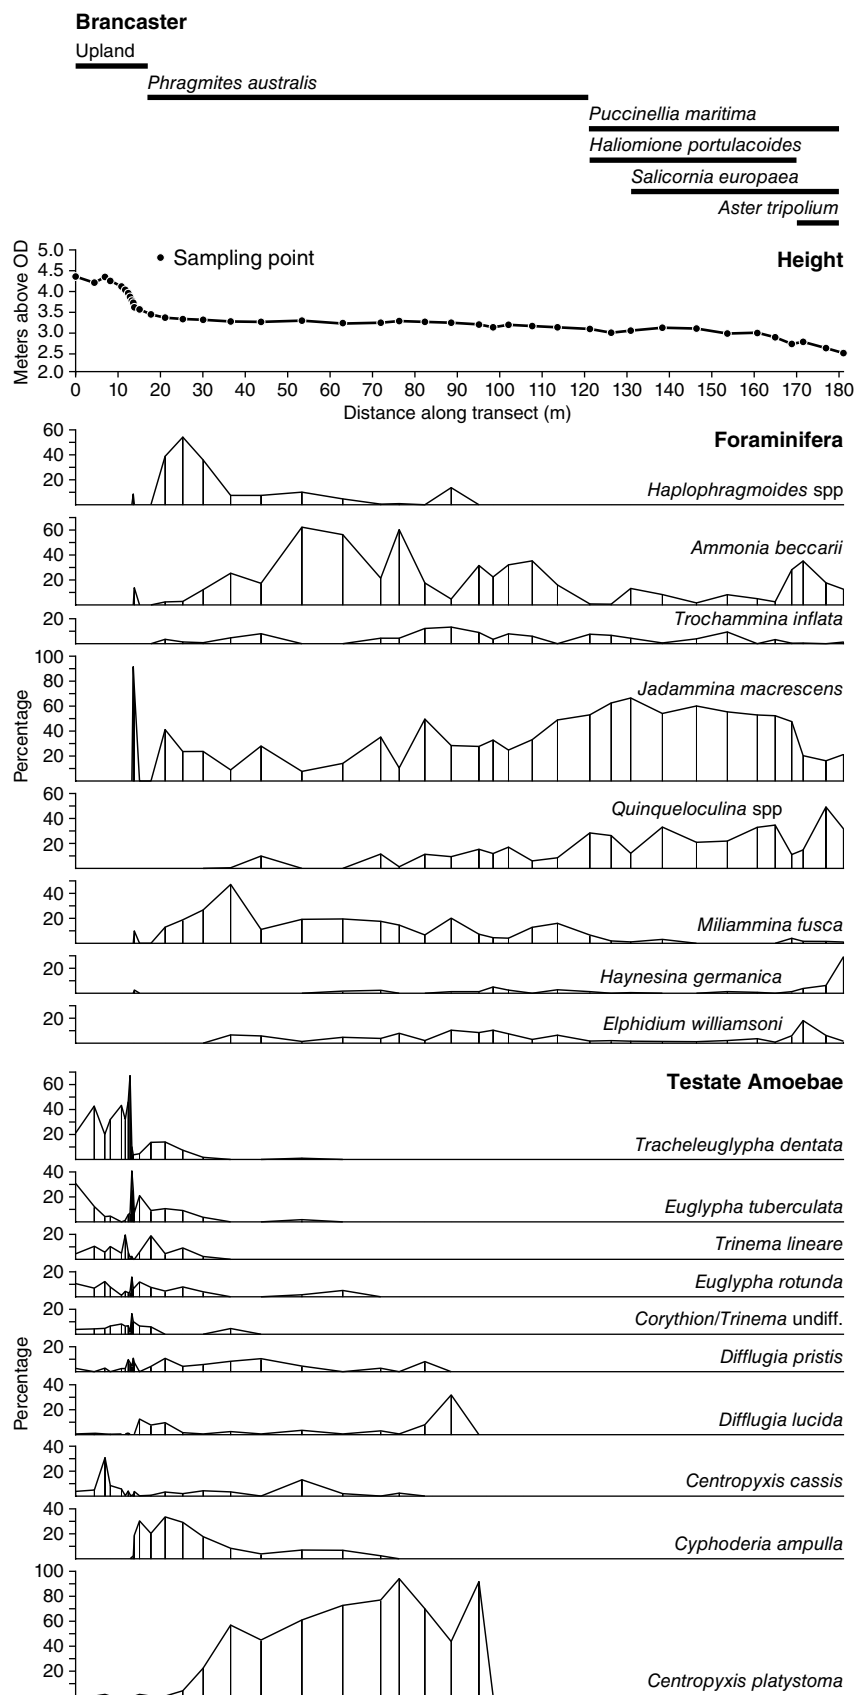 Brancaster
Upland
Phragmites australis
Puccinellia maritima
Haliomione portulacoides
Salicornia europaea
Aster tripolium
Meters above OD
5.0
4.5
4.0
3.5
3.0
2.5
2.0
Sampling point
Height
0 10 20 30 40 50 60 70 80 90 100 110 120 130 140 150 160 170 180
Distance along transect (m)
Foraminifera
60
40
20
Haplophragmoides spp
60
40
20
Ammonia beccarii
20
Trochammina inflata
Percentage
100
80
60
40
20
Jadammina macrescens
60
40
20
Quinqueloculina spp
40
20
Miliammina fusca
20
Haynesina germanica
20
Elphidium williamsoni
Testate Amoebae
60
40
20
Tracheleuglypha dentata
40
20
Euglypha tuberculata
20
Trinema lineare
20
Euglypha rotunda
20
Corythion/Trinema undiff.
Percentage
20
Difflugia pristis
40
20
Difflugia lucida
40
20
Centropyxis cassis
40
20
Cyphoderia ampulla
100
80
60
40
20
Centropyxis platystoma